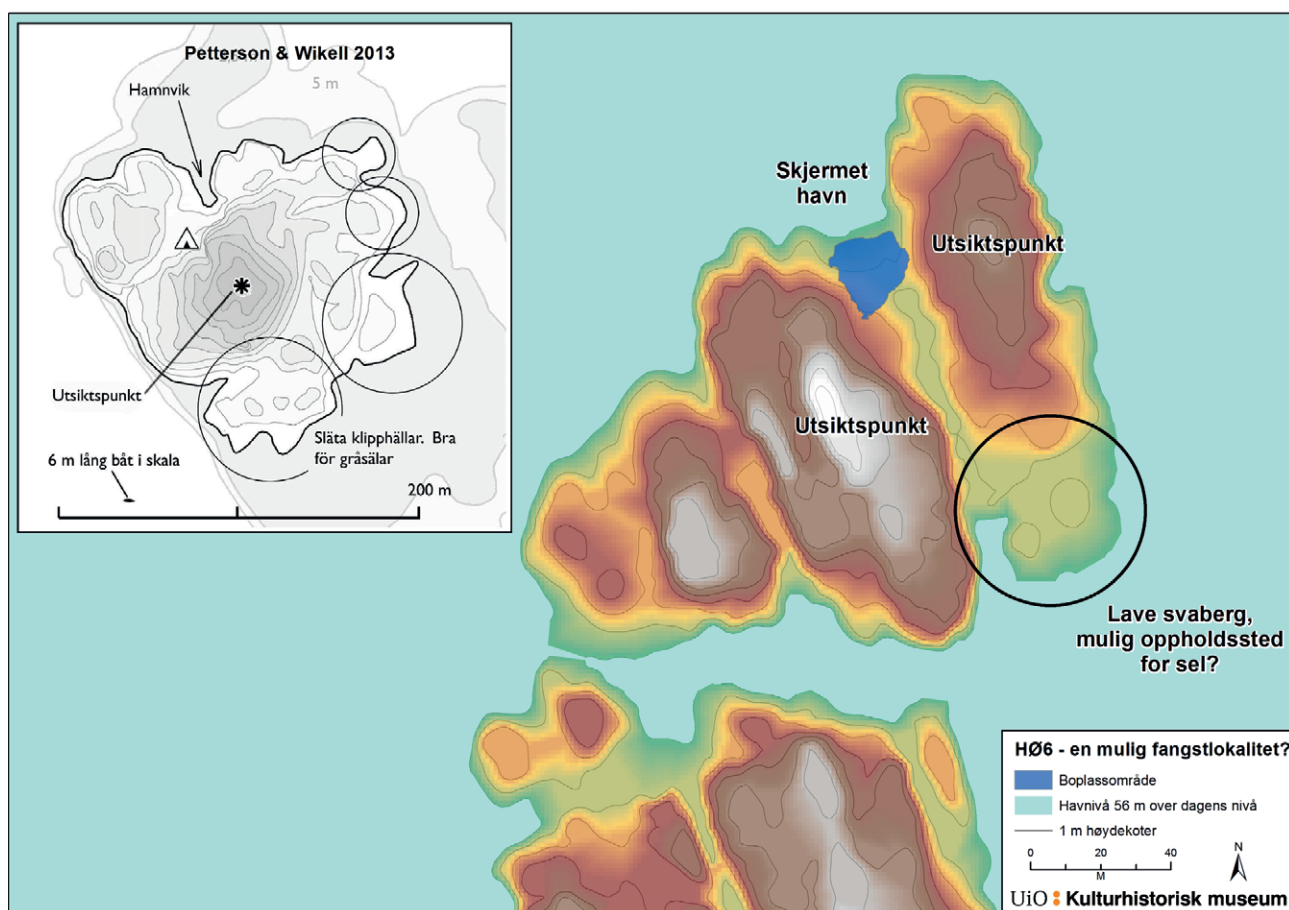 Petterson & Wikell 2013
5 m
Hamnvik
Utsiktspunkt
Släta klipphällar. Bra
för gråsälar
6 m lång båt i skala
200 m
Skjermet
havn
Utsiktspunkt
Utsiktspunkt
Lave svaberg,
mulig oppholdssted
for sel?
HØ6 - en mulig fangstlokalitet?
Boplassområde
Havnivå 56 m over dagens nivå
1 m høydekoter
0 20 40
M
N
UiO Kulturhistorisk museum